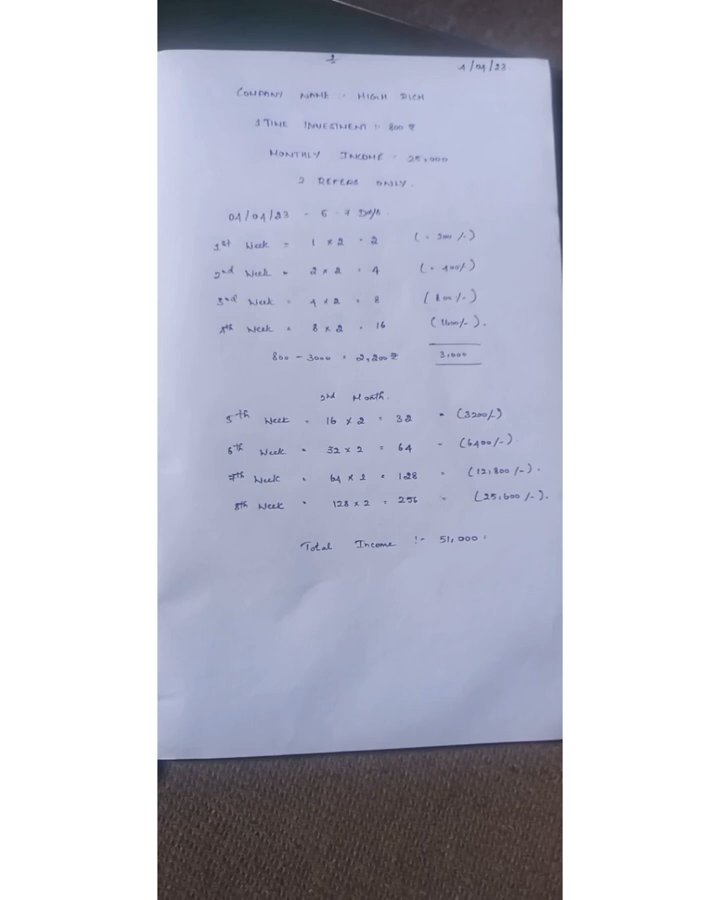 1
1/04/23
COMPANY NAME :- HIGH RICH
1 TIME INVESTMENT :- 800 ₹
MONTHLY INCOME : 25,000
2 REFERS ONLY.
01/04/23 - 6 - 7 DAYS.
1st Week = 1 x 2 = 2 ( = 200 /-)
2nd Week = 2 x 2 = 4 ( = 400/-)
3rd Week = 4 x 2 = 8 (800/-)
4th Week = 8 x 2 = 16 (1600/-).
800 - 3000 = 2,200 ₹ 3,000
2nd Month.
5th Week = 16 x 2 = 32 = (3200/-)
6th Week = 32 x 2 = 64 - (6400/-).
7th Week = 64 x 2 = 128 = (12,800/-).
8th Week = 128 x 2 = 256 = (25,600/-).
Total Income :- 51,000